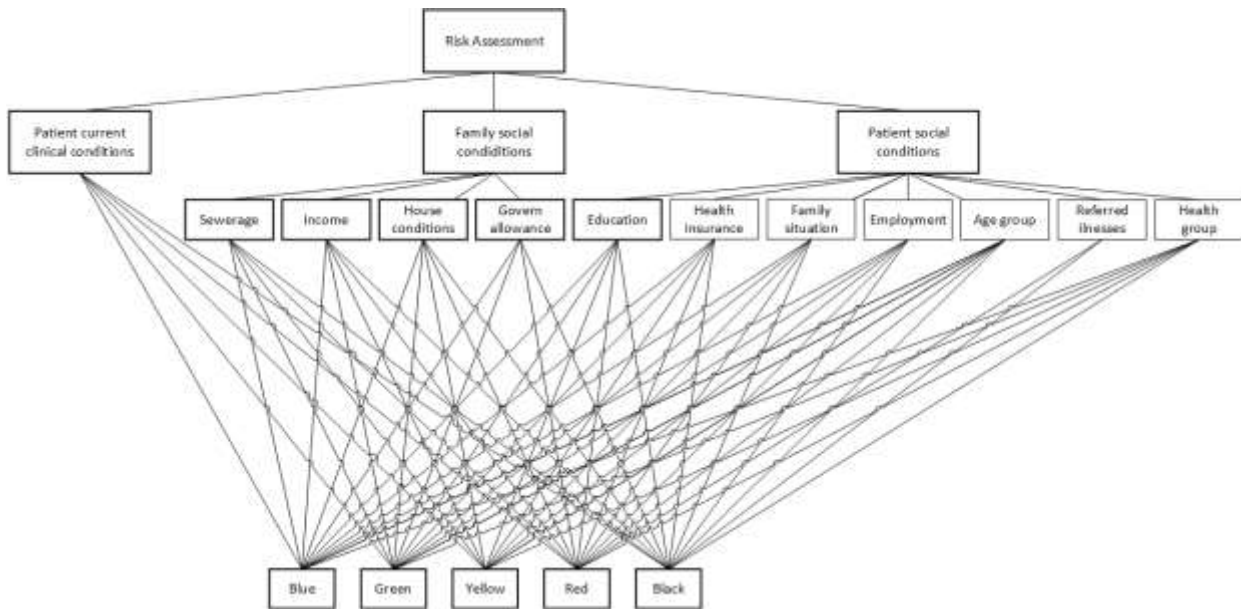 Risk Assessment
Patient current
clinical conditions
Family social
condiditions
Patient social
conditions
Sewerage
Income
House
conditions
Govern
allowance
Education
Health
Insurance
Family
situation
Employment
Age group
Referred
ilnesses
Health
group
Blue
Green
Yellow
Red
Black